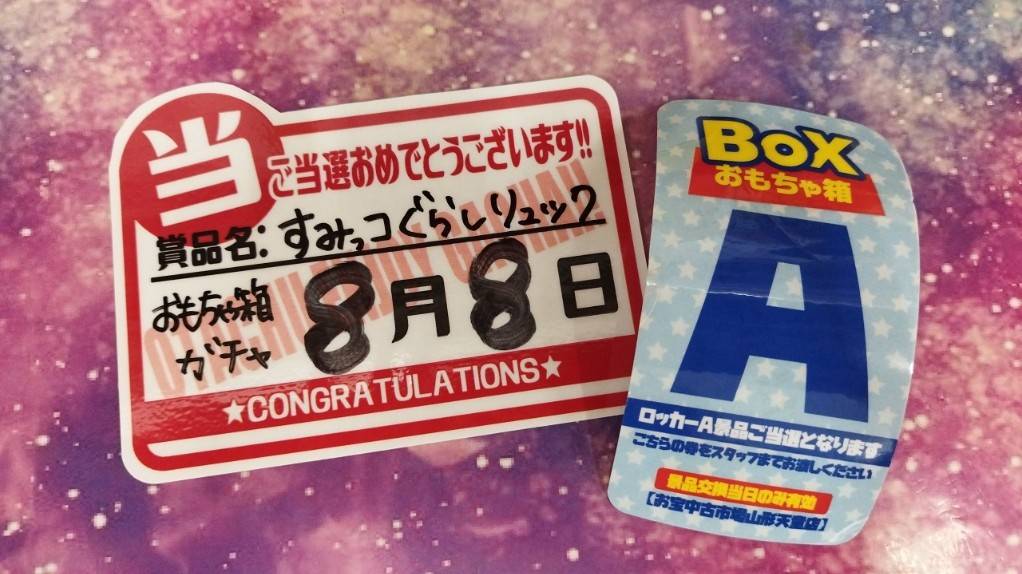 当
ご当選おめでとうございます!!
賞品名:すみっコぐらしリュック
おもちゃ箱
ガチャ
8月8日
★CONGRATULATIONS★
BOX
おもちゃ箱
A
ロッカーA景品ご当選となります
こちらの券をスタッフまでお渡しください
景品交換当日のみ有効
【お宝中古市場山形天童店】